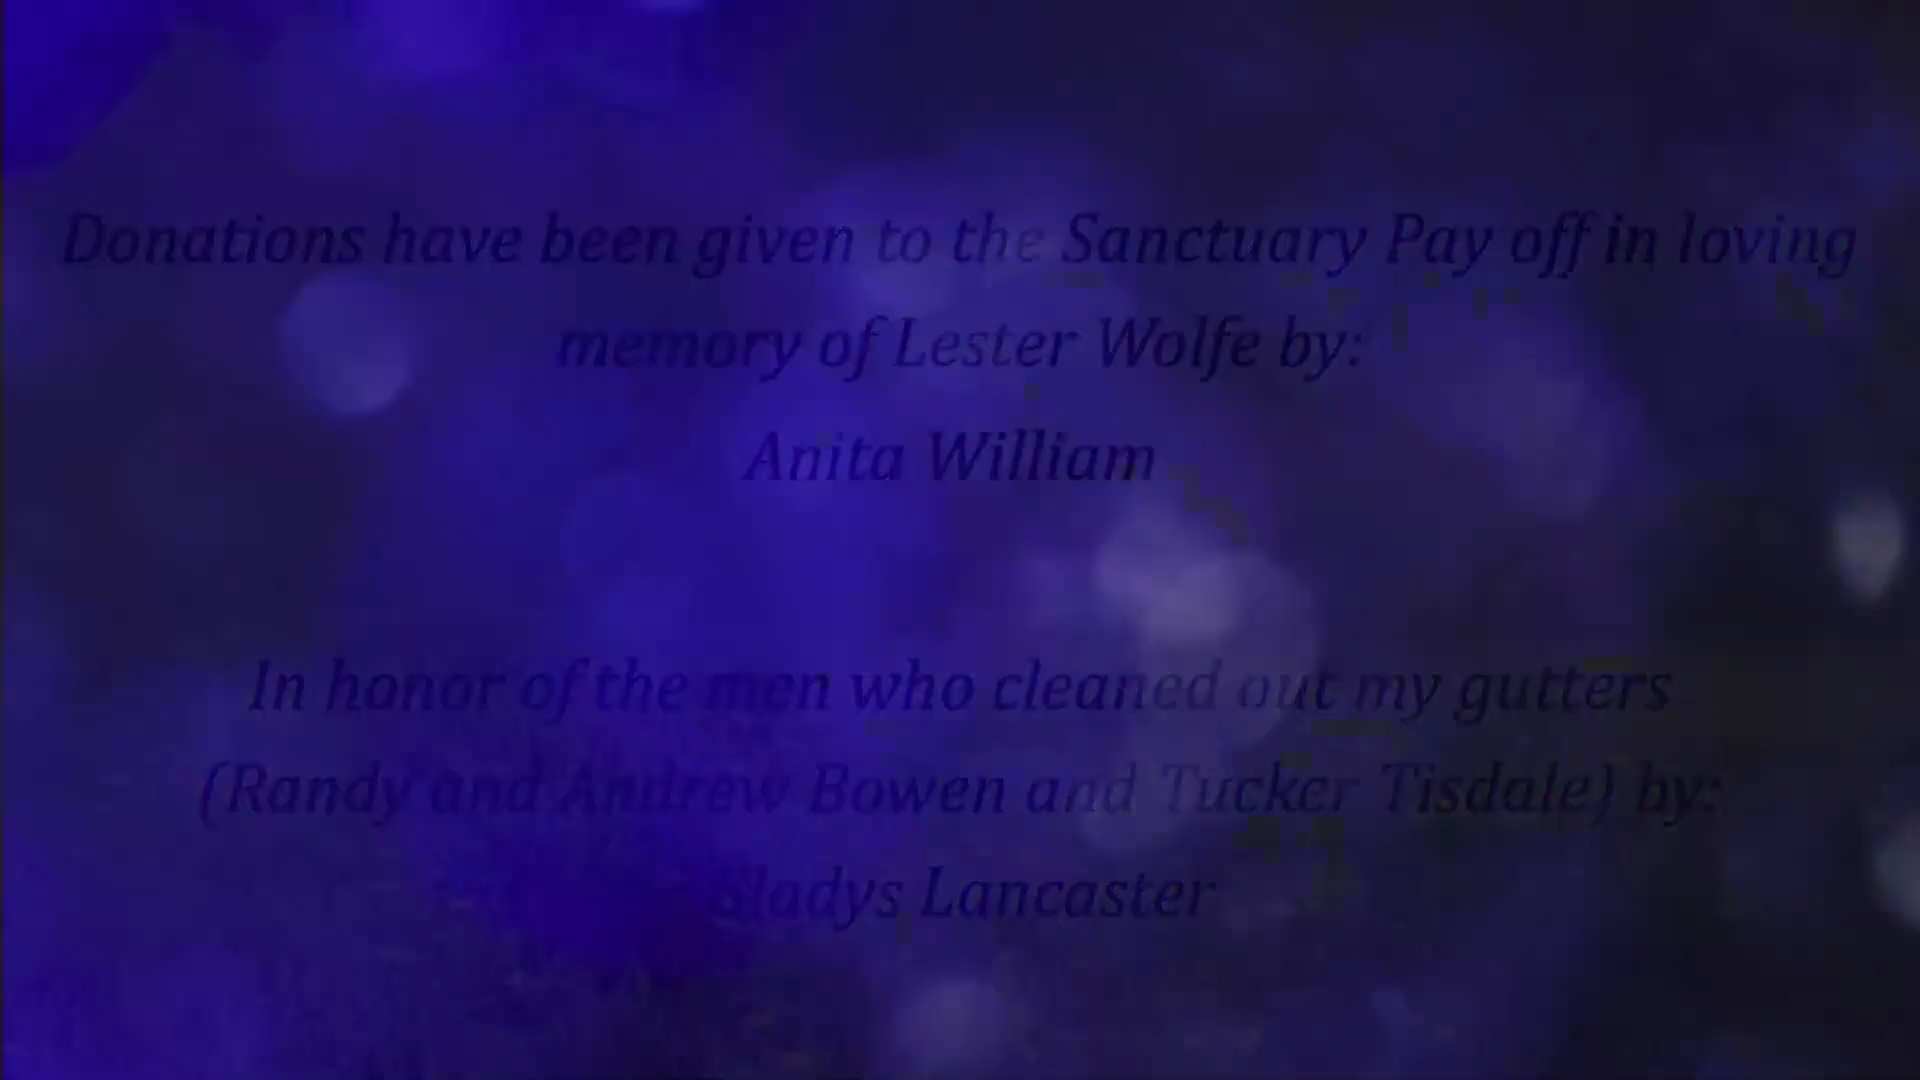 Donations have been given to the Sanctuary Pay off in loving
memory of Lester Wolfe by:
Anita William
In honor of the men who cleaned out my gutters
(Randy and Andrew Bowen and Tucker Tisdale) by:
Gladys Lancaster